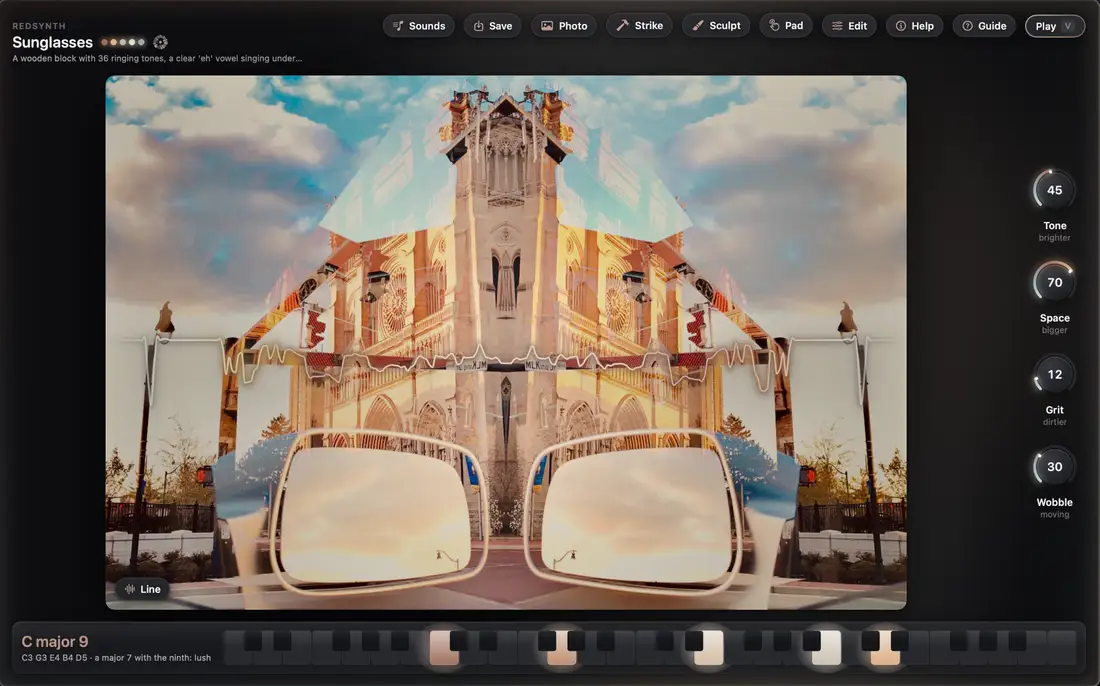 REDSYNTH
Sunglasses
A wooden block with 36 ringing tones, a clear 'eh' vowel singing under...
Sounds
Save
Photo
Strike
Sculpt
Pad
Edit
Help
Guide
Play V
45
Tone
brighter
70
Space
bigger
12
Grit
dirtier
30
Wobble
moving
MLK
Line
C major 9
C3 G3 E4 B4 D5 · a major 7 with the ninth: lush